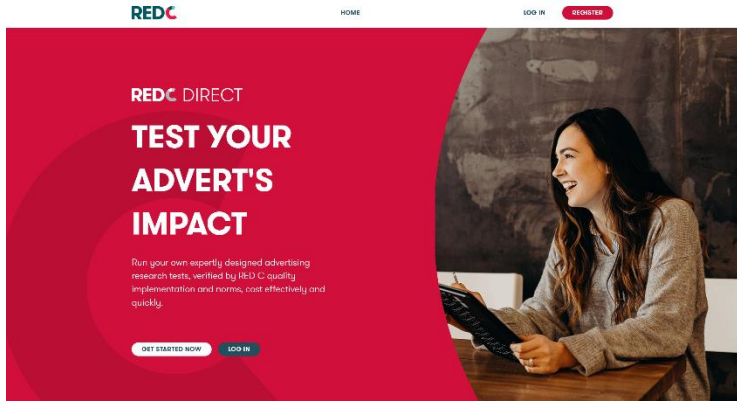 REDC
HOME
LOG IN
REGISTER
REDC DIRECT
TEST YOUR
ADVERT'S
IMPACT
Run your own expertly designed advertising
research tests, verified by RED C quality
implementation and norms, cost effectively and
quickly.
GET STARTED NOW
LOG IN